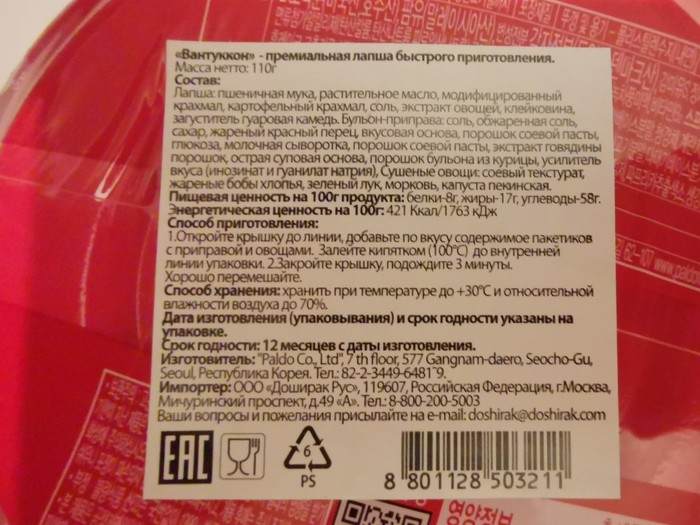 «Вантуккон» - премиальная лапша быстрого приготовления.
Масса нетто: 110г
Состав:
Лапша: пшеничная мука, растительное масло, модифицированный
крахмал, картофельный крахмал, соль, экстракт овощей, клейковина,
загуститель гуаровая камедь. Бульон-приправа: соль, обжаренная соль,
сахар, жареный красный перец, вкусовая основа, порошок соевой пасты,
глюкоза, молочная сыворотка, порошок соевой пасты, экстракт говядины
порошок, острая суповая основа, порошок бульона из курицы, усилитель
вкуса (инозинат и гуанилат натрия), Сушеные овощи: соевый текстурат,
жареные бобы хлопья, зеленый лук, морковь, капуста пекинская.
Пищевая ценность на 100г продукта: белки-8г, жиры-17г, углеводы-58г.
Энергетическая ценность на 100г: 421 Ккал/1763 кДж
Способ приготовления:
1.Откройте крышку до линии, добавьте по вкусу содержимое пакетиков
с приправой и овощами. Залейте кипятком (100°C) до внутренней
линии упаковки. 2.Закройте крышку, подождите 3 минуты.
Хорошо перемешайте.
Способ хранения: хранить при температуре до +30°C и относительной
влажности воздуха до 70%.
Дата изготовления (упаковывания) и срок годности указаны на
упаковке.
Срок годности: 12 месяцев с даты изготовления.
Изготовитель: "Paldo Co., Ltd", 7 th floor, 577 Gangnam-daero, Seocho-Gu,
Seoul, Республика Корея. Тел.: 82-2-3449-6481~9.
Импортер: ООО «Доширак Рус», 119607, Российская Федерация, г.Москва,
Мичуринский проспект, д.49 «А». Тел.: 8-800-200-5003
Ваши вопросы и пожелания присылайте на e-mail: doshirak@doshirak.com
EAC
6
PS
8 801128 503211
영양정보